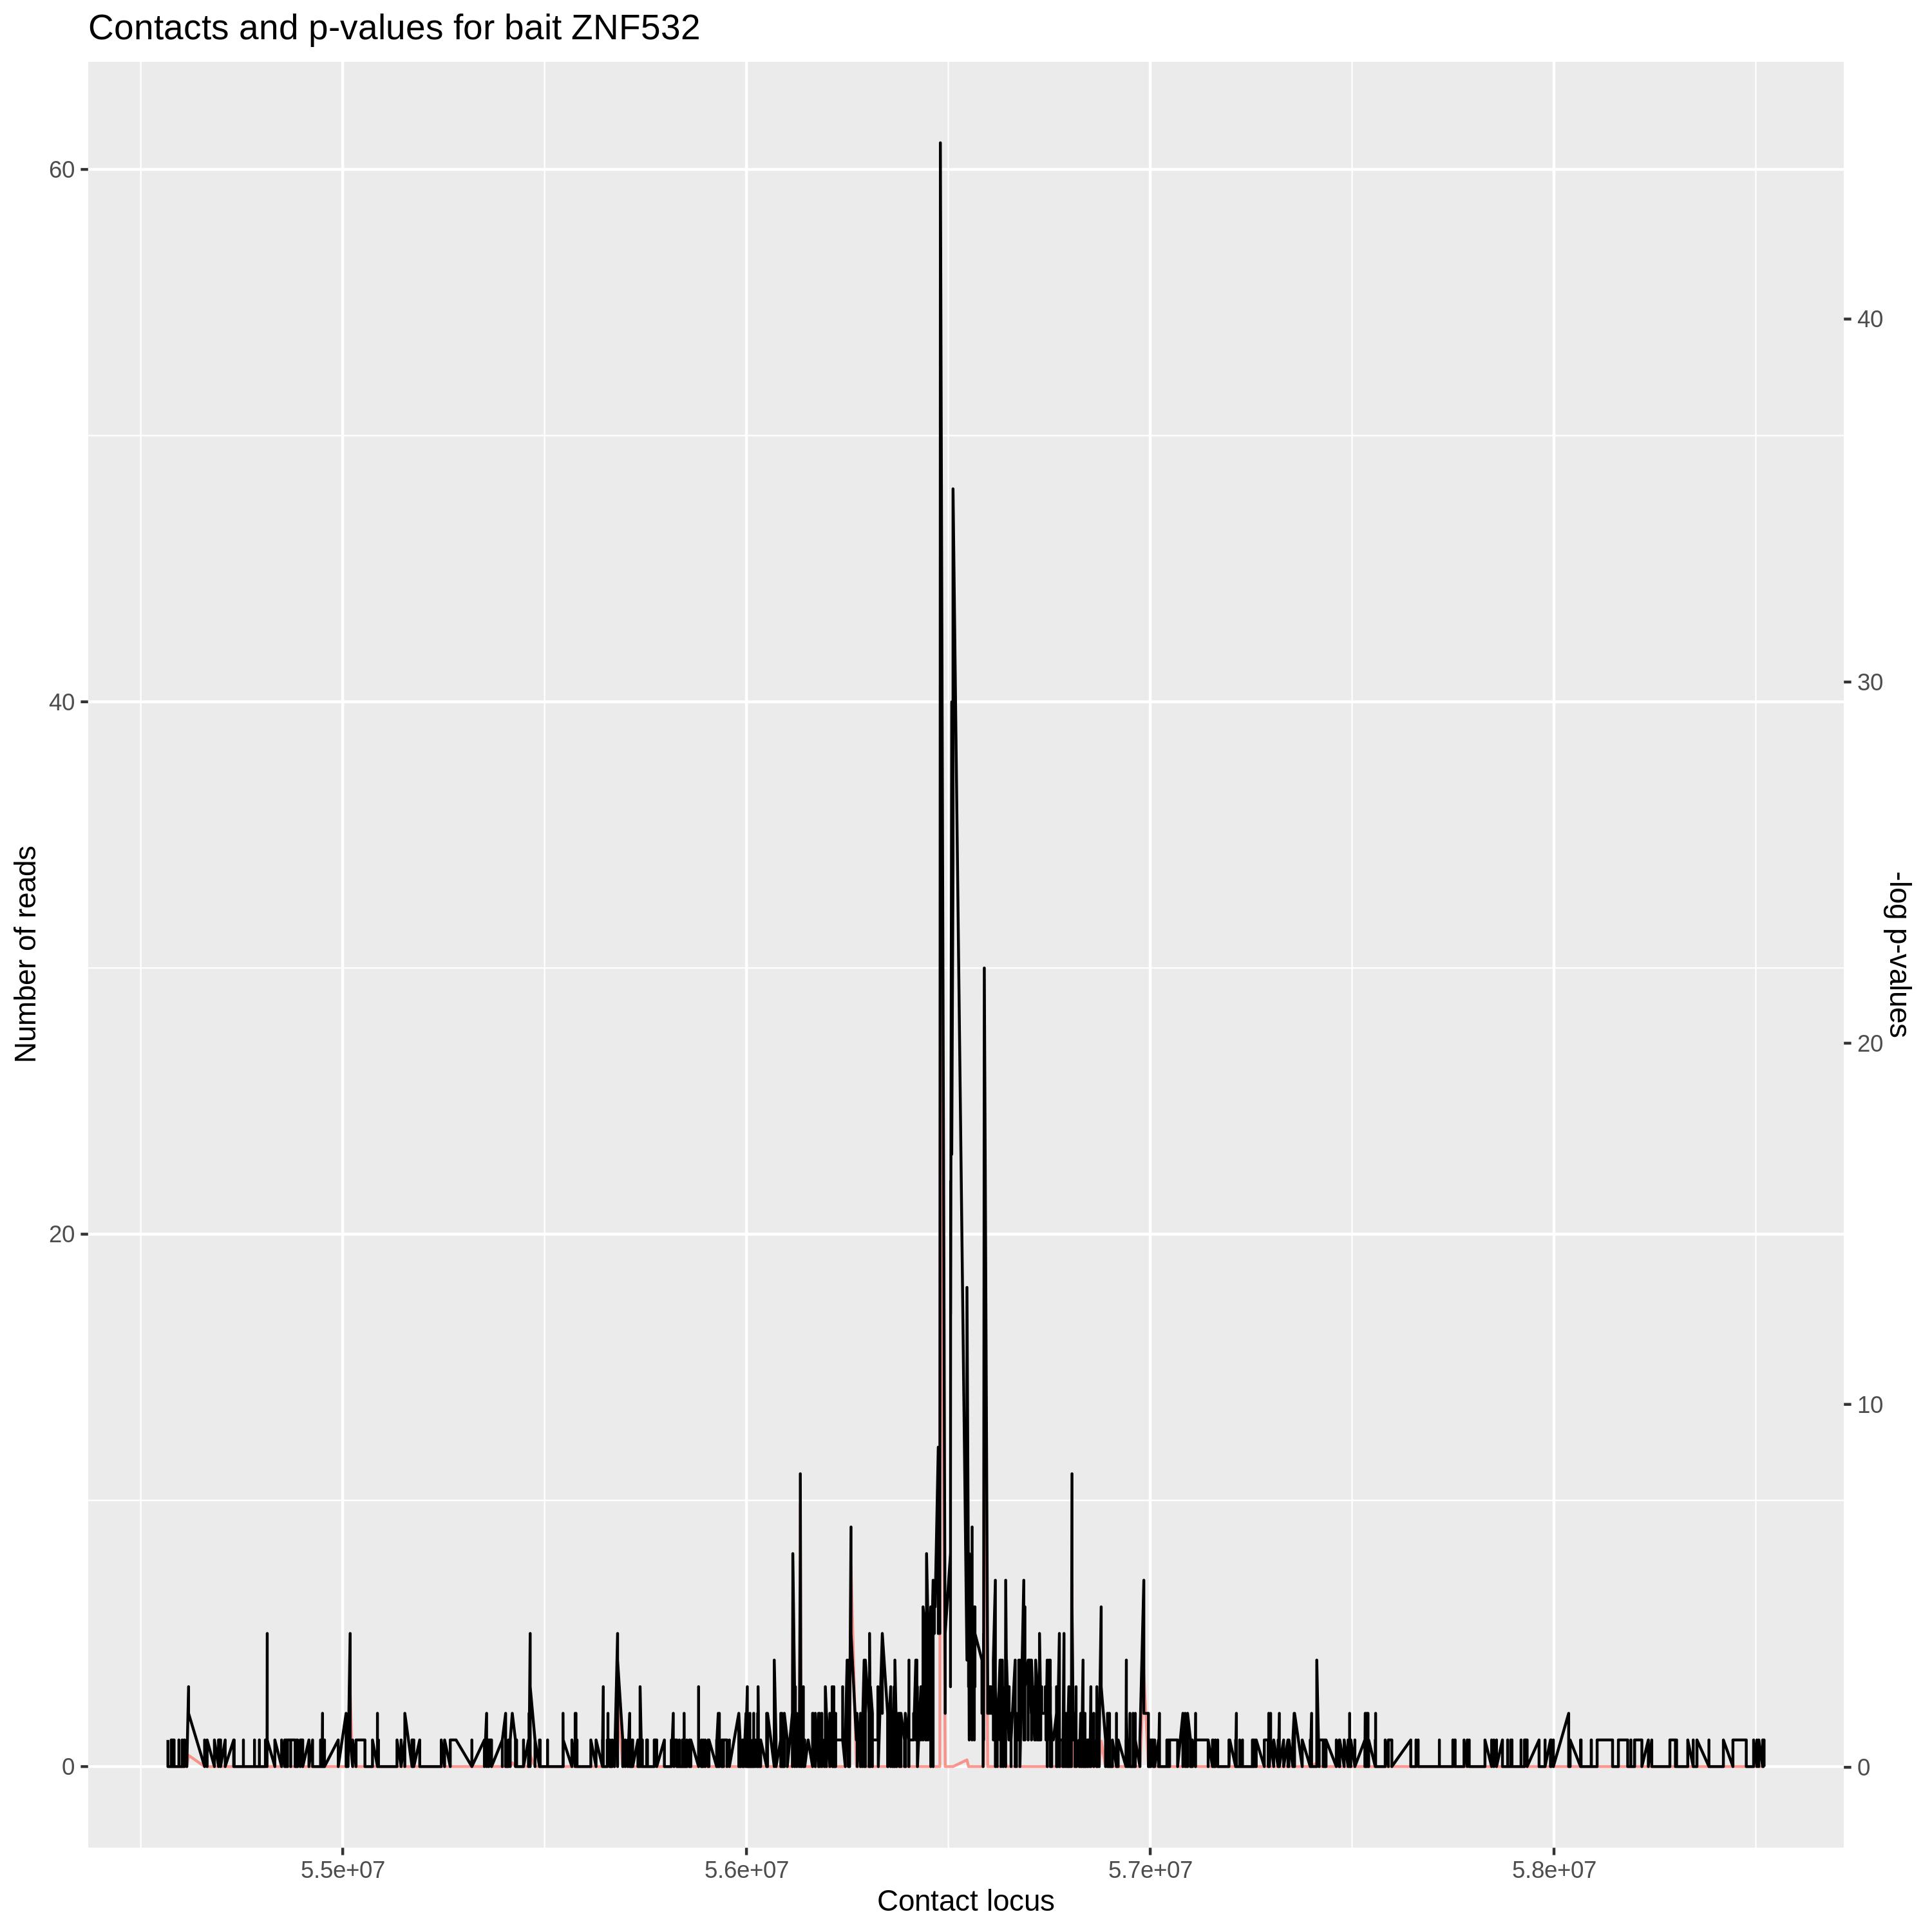 Contacts and p-values for bait ZNF532
60
40
20
0
Number of reads
40
30
20
10
0
-log p-values
5.5e+07 5.6e+07 5.7e+07 5.8e+07
Contact locus